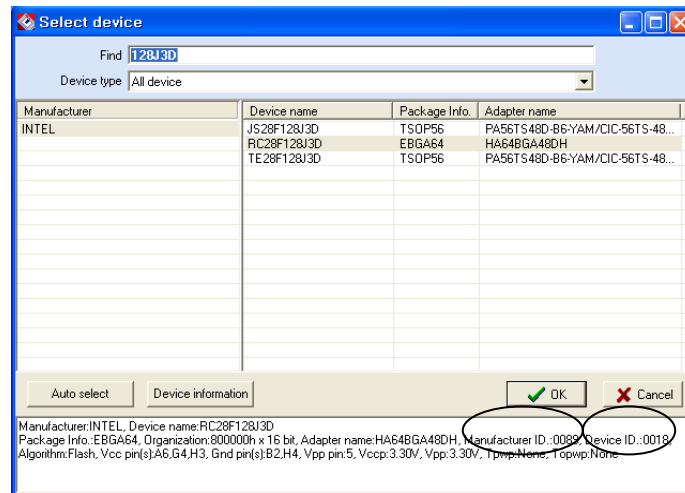 Select device
Find 128J3D
Device type All device
Manufacturer Device name Package Info. Adapter name
INTEL JS28F128J3D TSOP56 PA56TS48D-B6-YAM/CIC-56TS-48...
RC28F128J3D EBGA64 HA64BGA48DH
TE28F128J3D TSOP56 PA56TS48D-B6-YAM/CIC-56TS-48...
Auto select Device information OK Cancel
Manufacturer:INTEL, Device name:RC28F128J3D
Package Info.:EBGA64, Organization:800000h x 16 bit, Adapter name:HA64BGA48DH, Manufacturer ID.:0089, Device ID.:0018
Algorithm:Flash, Vcc pin(s):A6,G4,H3, Gnd pin(s):B2,H4, Vpp pin:5, Vccp:3.30V, Vpp:3.30V, Tpwp:None, Topwp:None